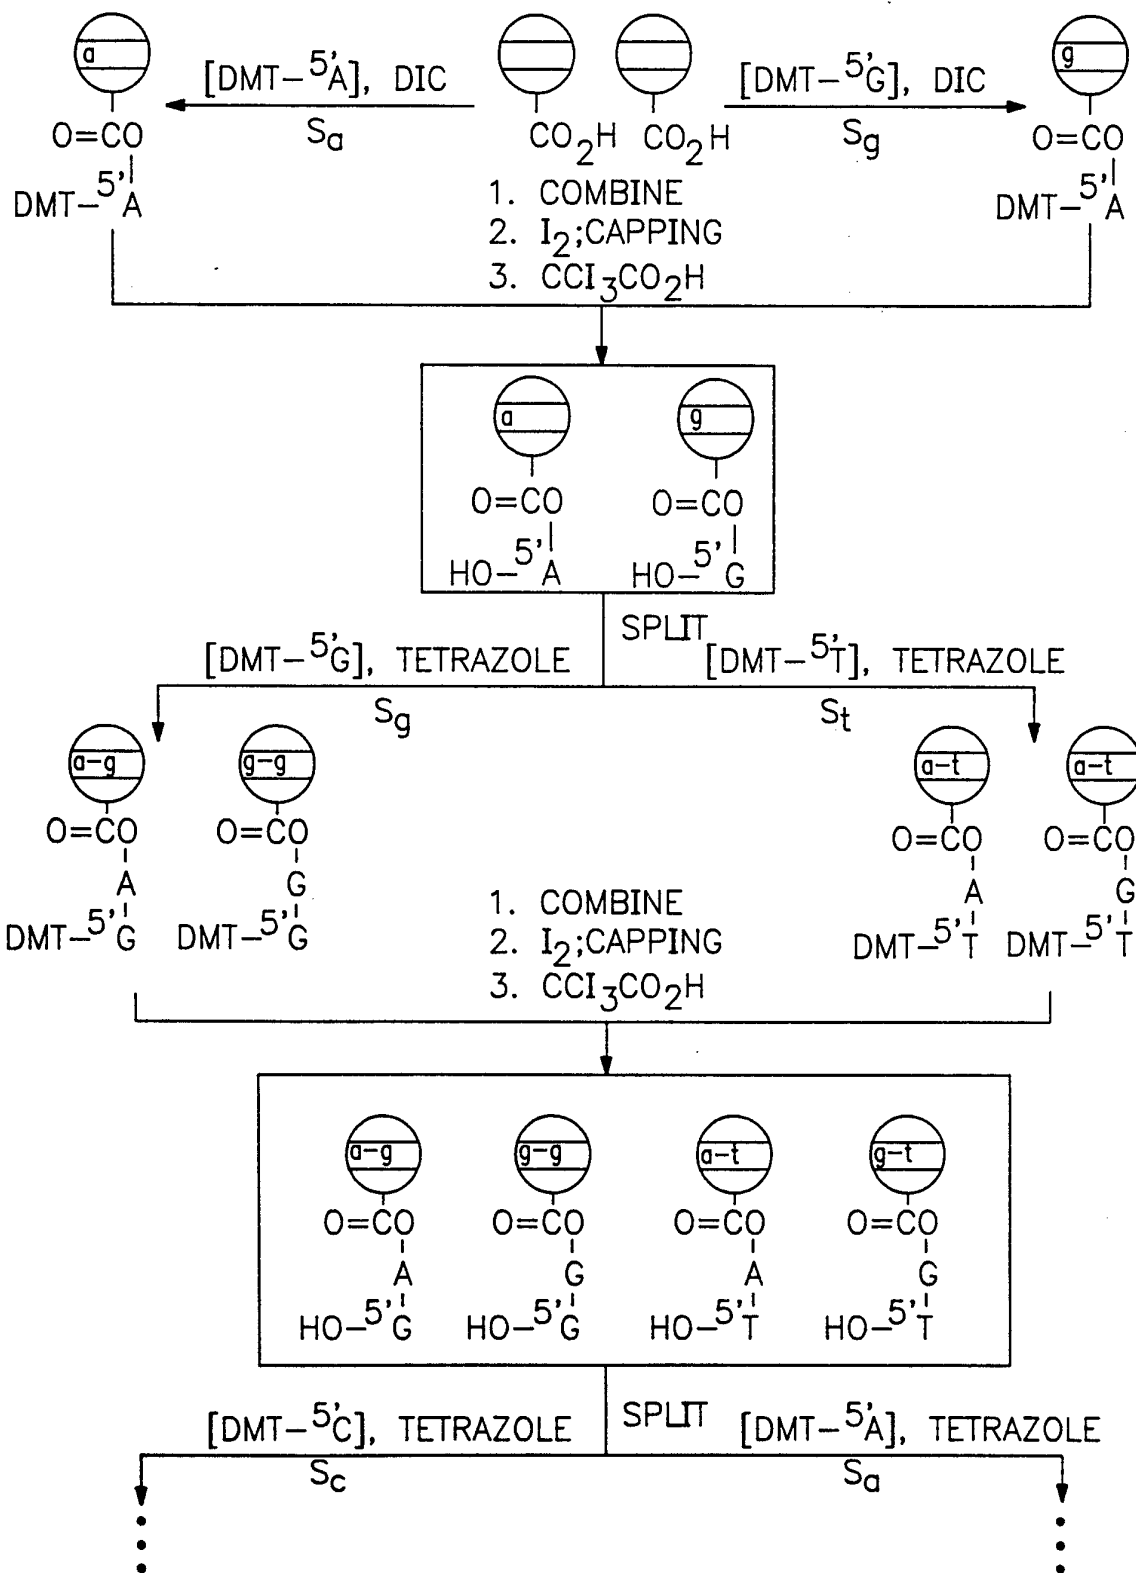 a g
[DMT-5'A], DIC [DMT-5'G], DIC
Sa Sg
O=CO CO2H CO2H O=CO
DMT-5'A DMT-5'A
1. COMBINE
2. I2;CAPPING
3. CCI3CO2H
a g
O=CO O=CO
HO-5'A HO-5'G
SPLIT
[DMT-5'G], TETRAZOLE [DMT-5'T], TETRAZOLE
Sg St
a-g g-g a-t a-t
O=CO O=CO O=CO O=CO
A G A G
DMT-5'G DMT-5'G DMT-5'T DMT-5'T
1. COMBINE
2. I2;CAPPING
3. CCI3CO2H
a-g g-g a-t g-t
O=CO O=CO O=CO O=CO
A G A G
HO-5'G HO-5'G HO-5'T HO-5'T
SPLIT
[DMT-5'C], TETRAZOLE [DMT-5'A], TETRAZOLE
Sc Sa